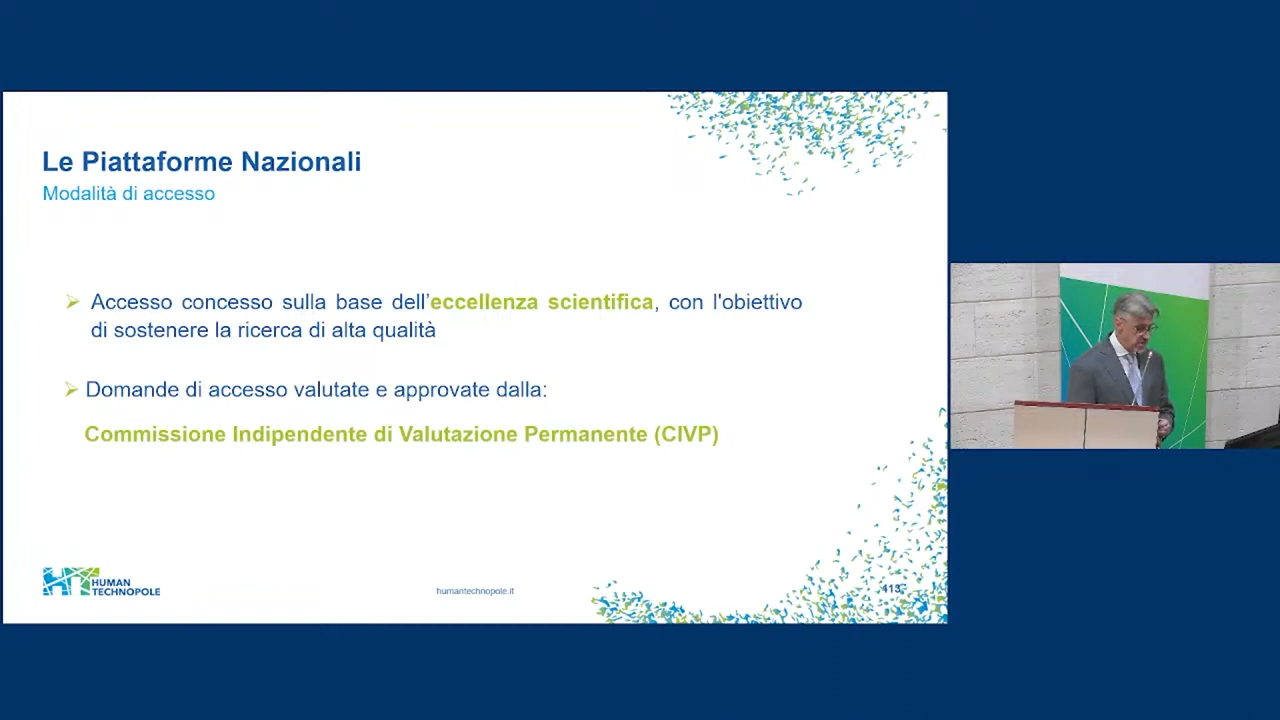 Le Piattaforme Nazionali
Modalità di accesso
➢ Accesso concesso sulla base dell’eccellenza scientifica, con l'obiettivo
di sostenere la ricerca di alta qualità
➢ Domande di accesso valutate e approvate dalla:
Commissione Indipendente di Valutazione Permanente (CIVP)
HUMAN
TECHNOPOLE
humantechnopole.it